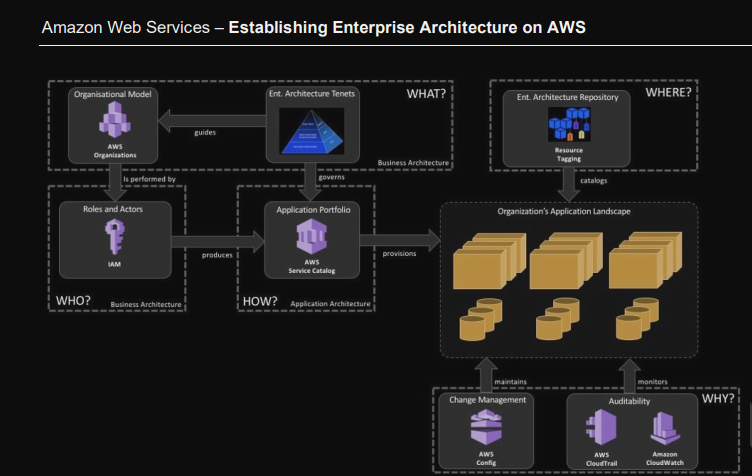 Amazon Web Services – Establishing Enterprise Architecture on AWS
Organisational Model
AWS
Organizations
guides
Ent. Architecture Tenets
WHAT?
Business Architecture
Ent. Architecture Repository
Resource
Tagging
WHERE?
Is performed by
governs
catalogs
Roles and Actors
IAM
WHO?
Business Architecture
produces
Application Portfolio
AWS
Service Catalog
HOW?
Application Architecture
provisions
Organization's Application Landscape
maintains
monitors
Change Management
AWS
Config
Auditability
AWS
CloudTrail
Amazon
CloudWatch
WHY?